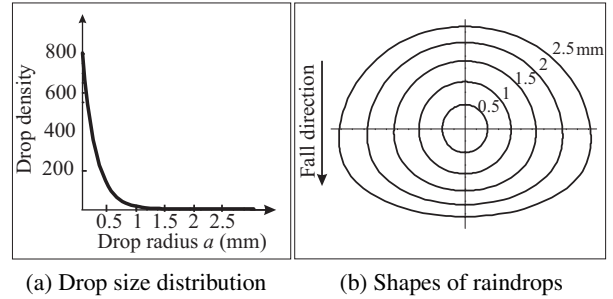 800
600
400
200
Drop density
0.5 1 1.5 2 2.5
Drop radius a (mm)
(a) Drop size distribution
Fall direction
2.5 mm
2
1.5
1
0.5
(b) Shapes of raindrops